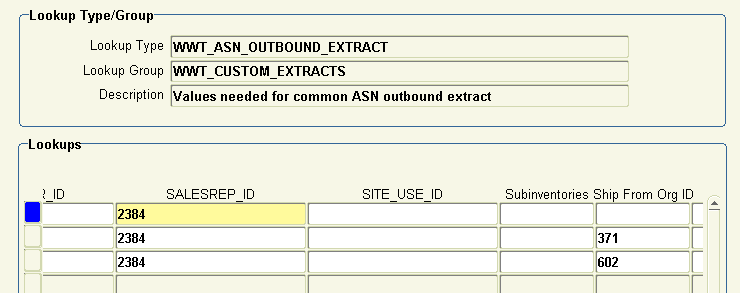 Lookup Type/Group
Lookup Type WWT_ASN_OUTBOUND_EXTRACT
Lookup Group WWT_CUSTOM_EXTRACTS
Description Values needed for common ASN outbound extract
Lookups
R_ID SALESREP_ID SITE_USE_ID Subinventories Ship From Org ID
2384
2384 371
2384 602